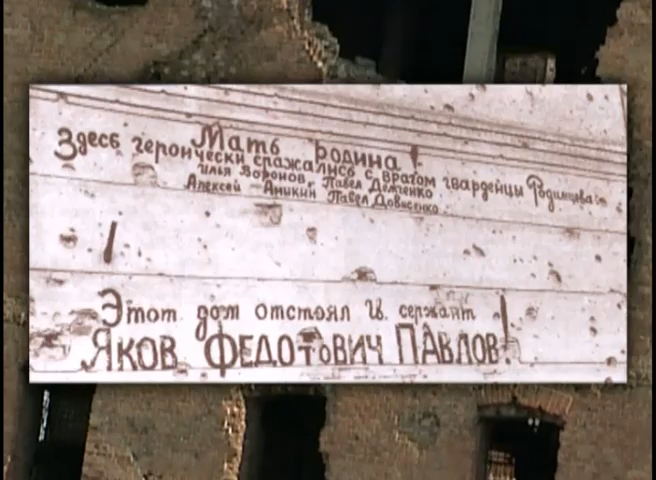 Мать Родина!
Здесь героически сражались с врагом гвардейцы Родимцева:
Илья Воронов, Павел Демченко
Алексей Аникин Павел Довисенко
!
Этот дом отстоял гв. сержант
Яков Федотович Павлов!